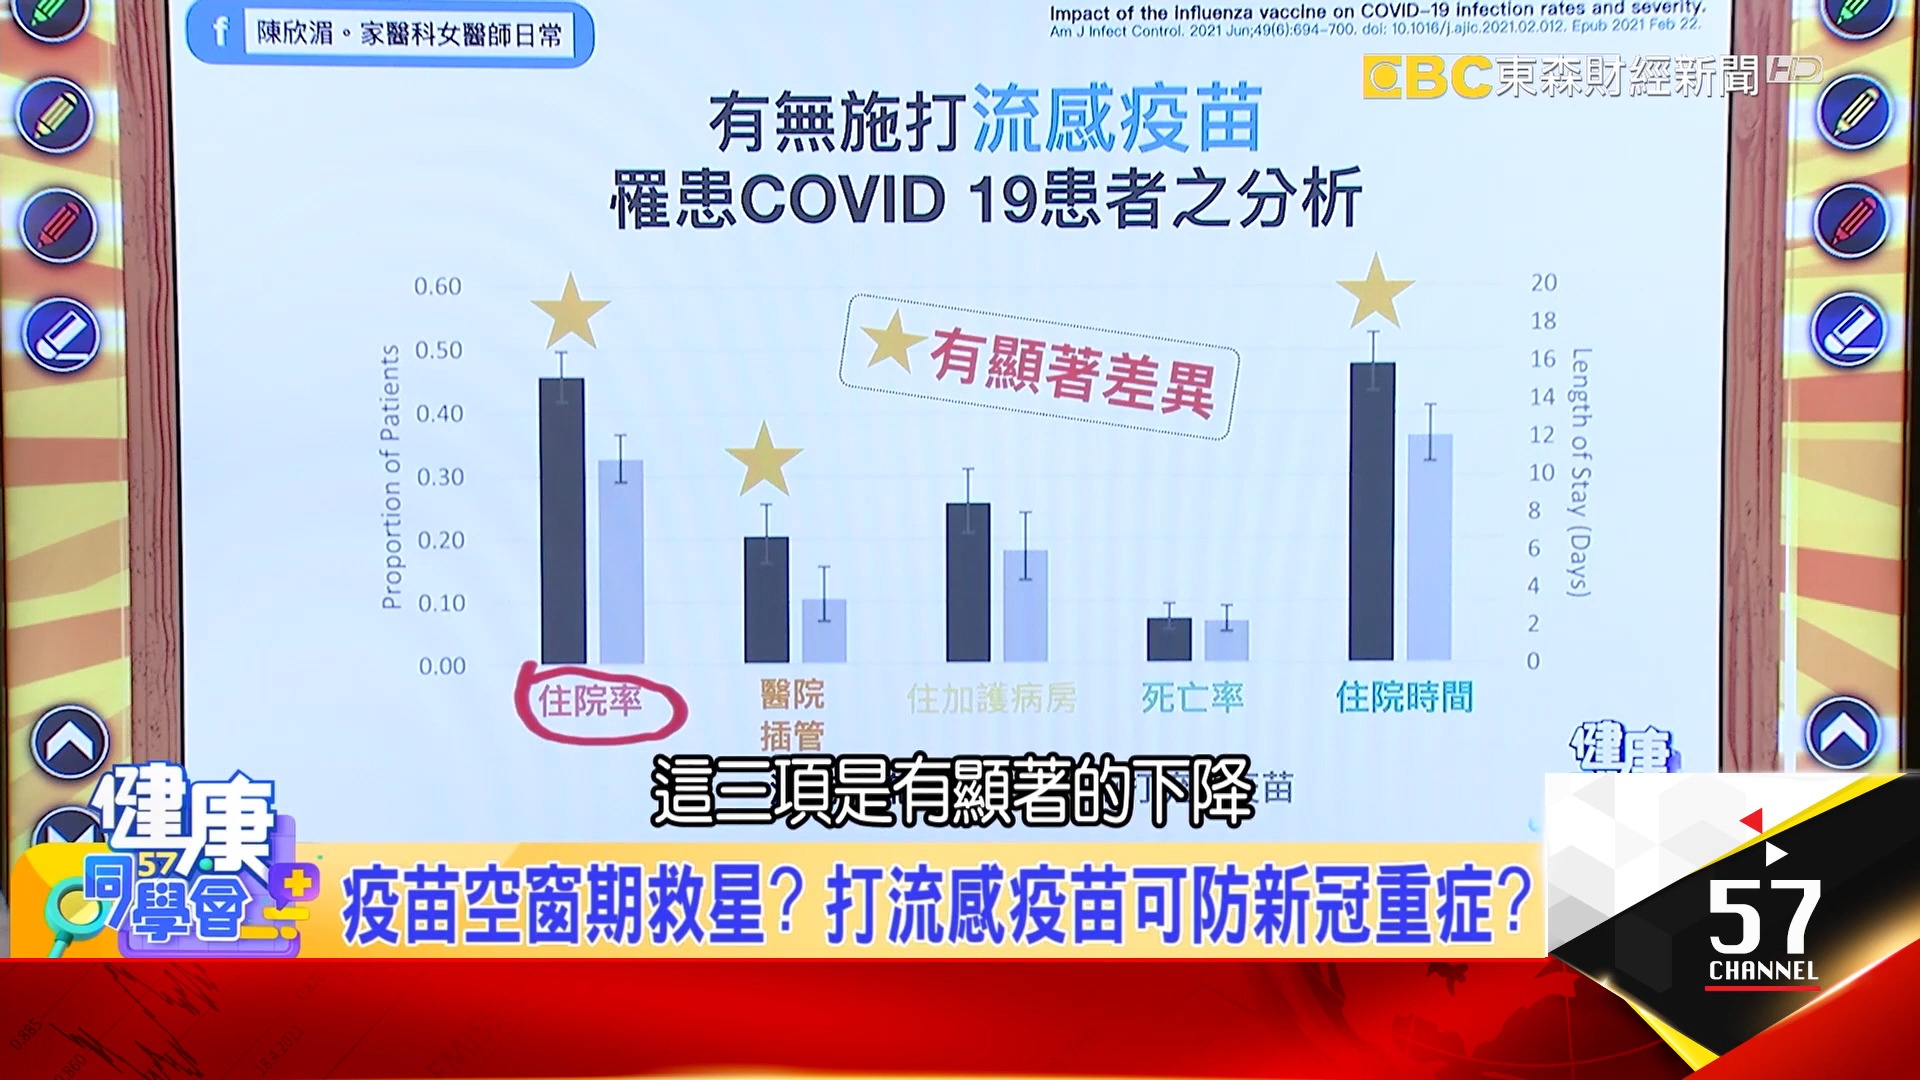 陳欣湄。家醫科女醫師日常
Impact of the influenza vaccine on COVID-19 infection rates and severity.
Am J Infect Control. 2021 Jun;49(6):694-700. doi: 10.1016/j.ajic.2021.02.012. Epub 2021 Feb 22.
EBC東森財經新聞HD
有無施打流感疫苗
罹患COVID 19患者之分析
有顯著差異
Proportion of Patients
0.60
0.50
0.40
0.30
0.20
0.10
0.00
20
18
16
14
12
10
8
6
4
2
0
Length of Stay (Days)
住院率
醫院
插管
住加護病房
死亡率
住院時間
苗
這三項是有顯著的下降
健康
健康
57
同學會
疫苗空窗期救星?打流感疫苗可防新冠重症?
57
CHANNEL